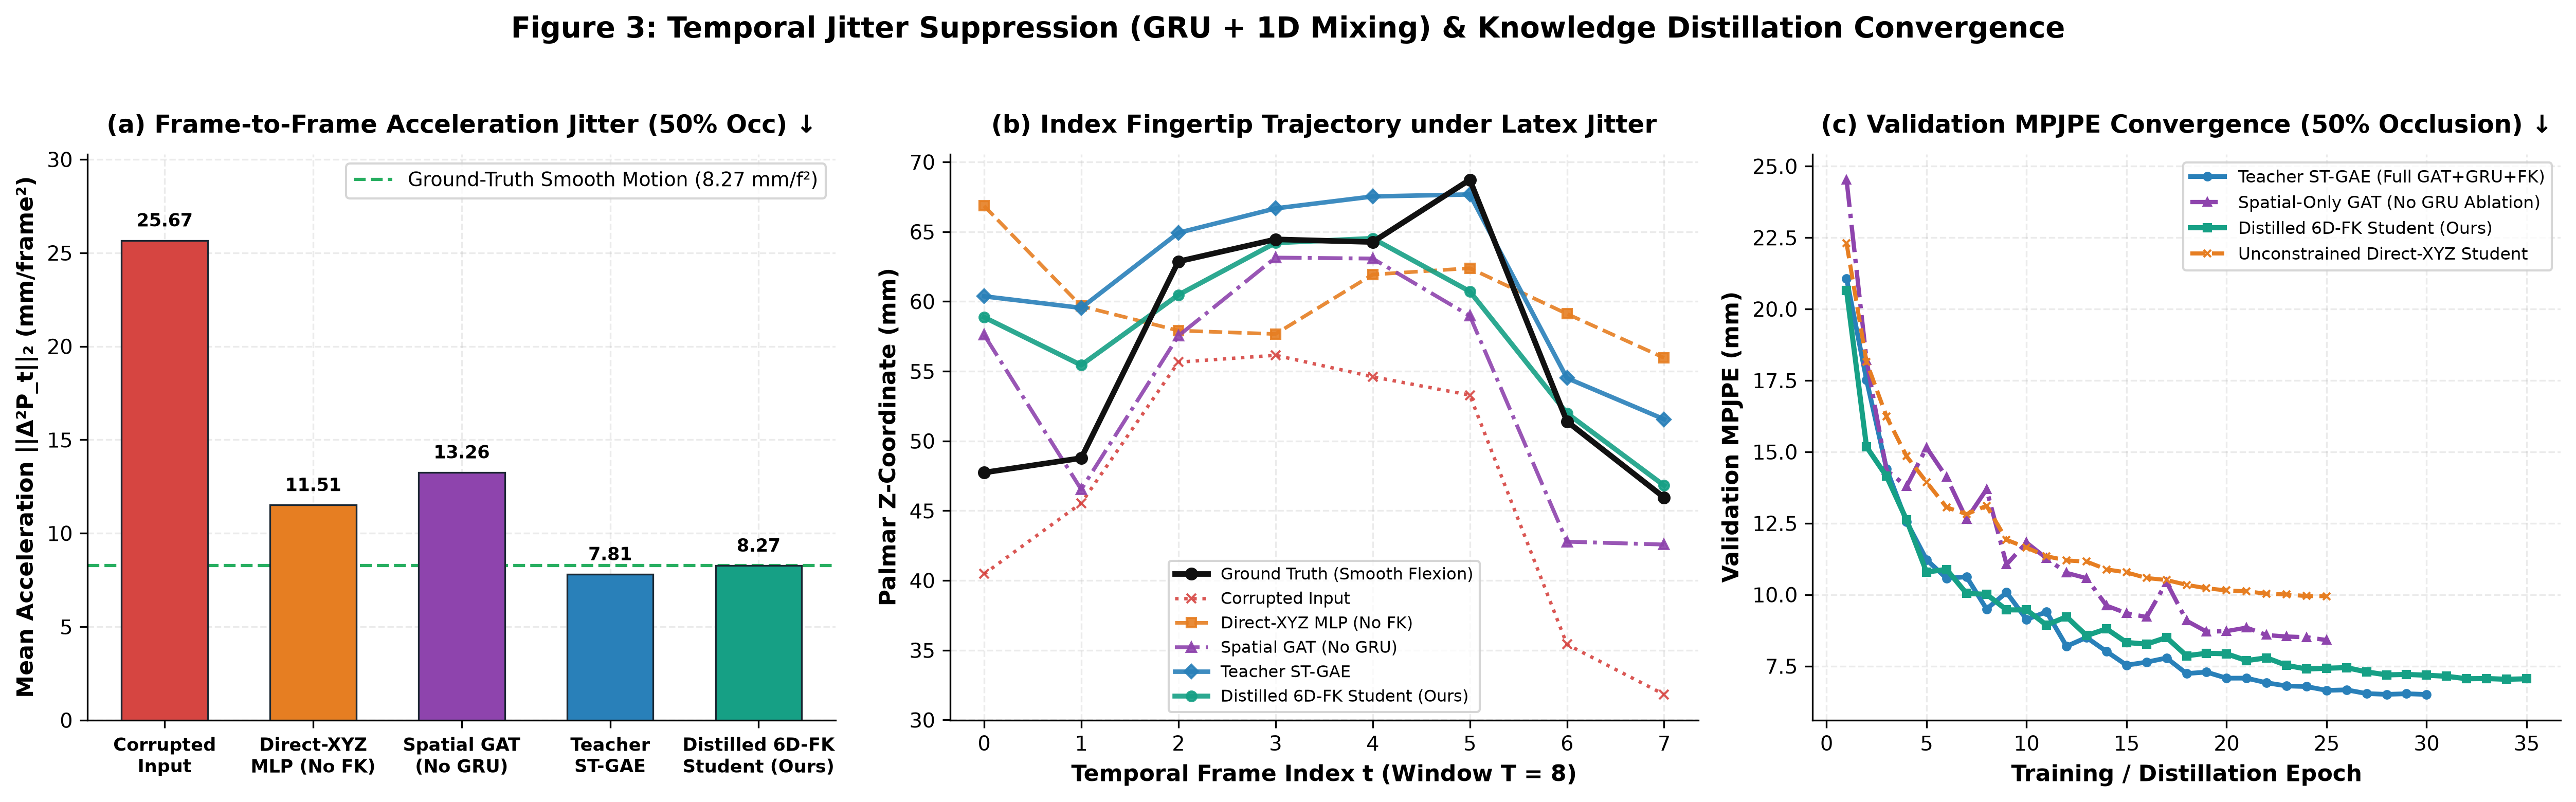 Figure 3: Temporal Jitter Suppression (GRU + 1D Mixing) & Knowledge Distillation Convergence
(a) Frame-to-Frame Acceleration Jitter (50% Occ) ↓
Mean Acceleration ||Δ²P_t||₂ (mm/frame²)
30
25
20
15
10
5
0
Ground-Truth Smooth Motion (8.27 mm/f²)
25.67
11.51
13.26
7.81
8.27
Corrupted
Input
Direct-XYZ
MLP (No FK)
Spatial GAT
(No GRU)
Teacher
ST-GAE
Distilled 6D-FK
Student (Ours)
(b) Index Fingertip Trajectory under Latex Jitter
Palmar Z-Coordinate (mm)
70
65
60
55
50
45
40
35
30
Ground Truth (Smooth Flexion)
Corrupted Input
Direct-XYZ MLP (No FK)
Spatial GAT (No GRU)
Teacher ST-GAE
Distilled 6D-FK Student (Ours)
0 1 2 3 4 5 6 7
Temporal Frame Index t (Window T = 8)
(c) Validation MPJPE Convergence (50% Occlusion) ↓
Validation MPJPE (mm)
25.0
22.5
20.0
17.5
15.0
12.5
10.0
7.5
Teacher ST-GAE (Full GAT+GRU+FK)
Spatial-Only GAT (No GRU Ablation)
Distilled 6D-FK Student (Ours)
Unconstrained Direct-XYZ Student
0 5 10 15 20 25 30 35
Training / Distillation Epoch